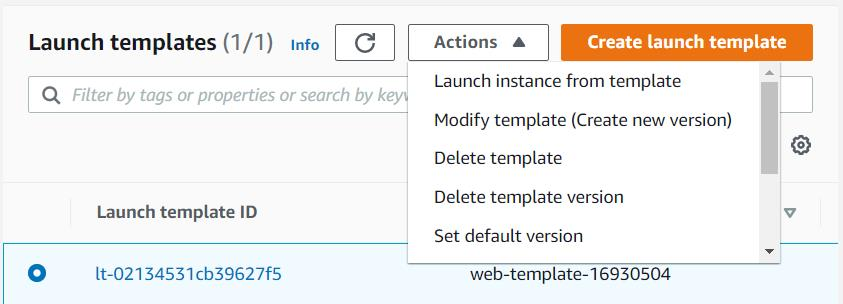 Launch templates (1/1) Info Actions Create launch template
Filter by tags or properties or search by keyw
Launch instance from template
Modify template (Create new version)
Delete template
Delete template version
Set default version
Launch template ID
lt-02134531cb39627f5 web-template-16930504